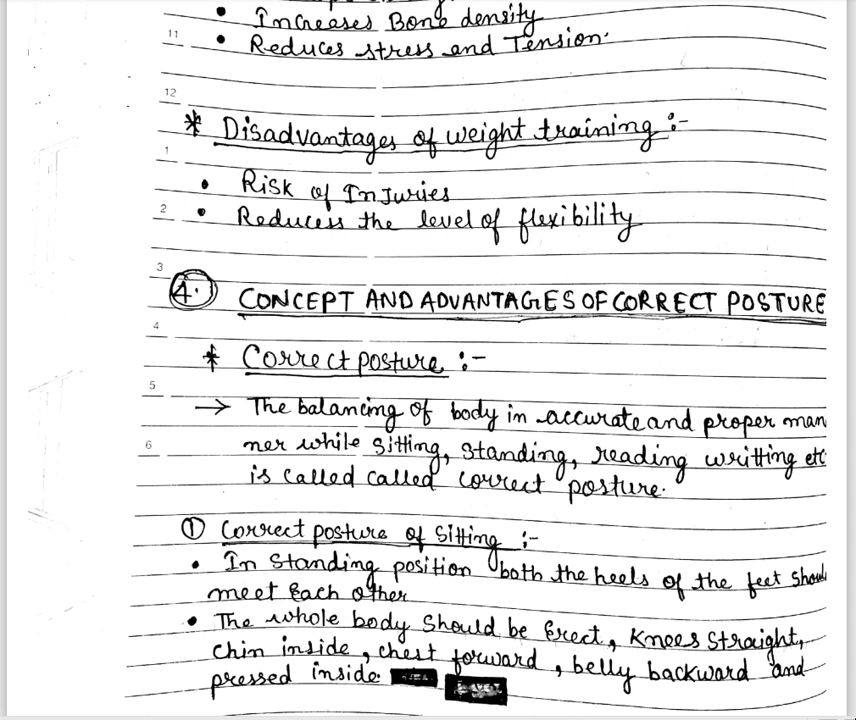 • Increases Bone density
11 • Reduces stress and Tension.
12
* Disadvantages of weight training :-
1
• Risk of Injuries
2 • Reducess the level of flexibility
3
4. CONCEPT AND ADVANTAGES OF CORRECT POSTURE
4
* Correct posture :-
5
→ The balancing of body in accurate and proper man
6 ner while sitting, standing, reading writting etc
is called called correct posture.
① Correct posture of sitting :-
• In standing position both the heels of the feet shoul
meet each other
• The whole body should be Erect, Knees straight,
chin inside, chest forward, belly backward and
pressed inside.